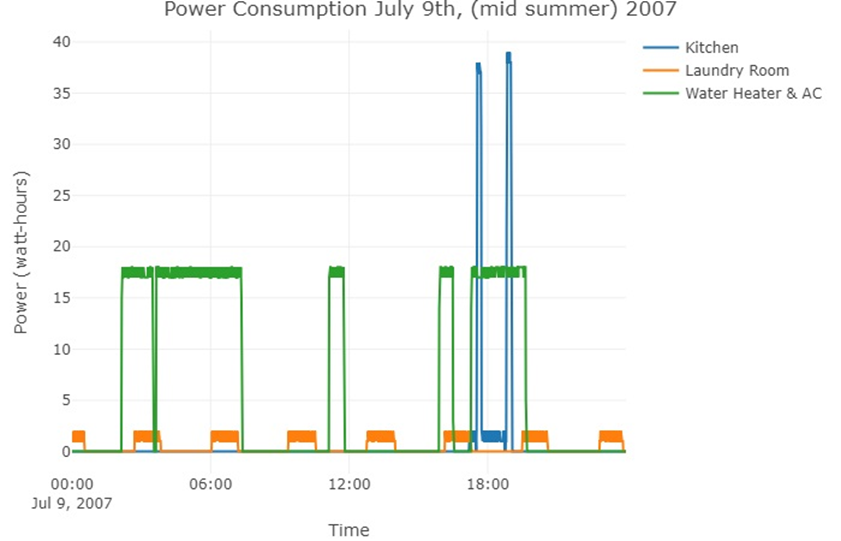 Power Consumption July 9th, (mid summer) 2007
Kitchen
Laundry Room
Water Heater & AC
Power (watt-hours)
40
35
30
25
20
15
10
5
0
00:00
06:00
12:00
18:00
Jul 9, 2007
Time